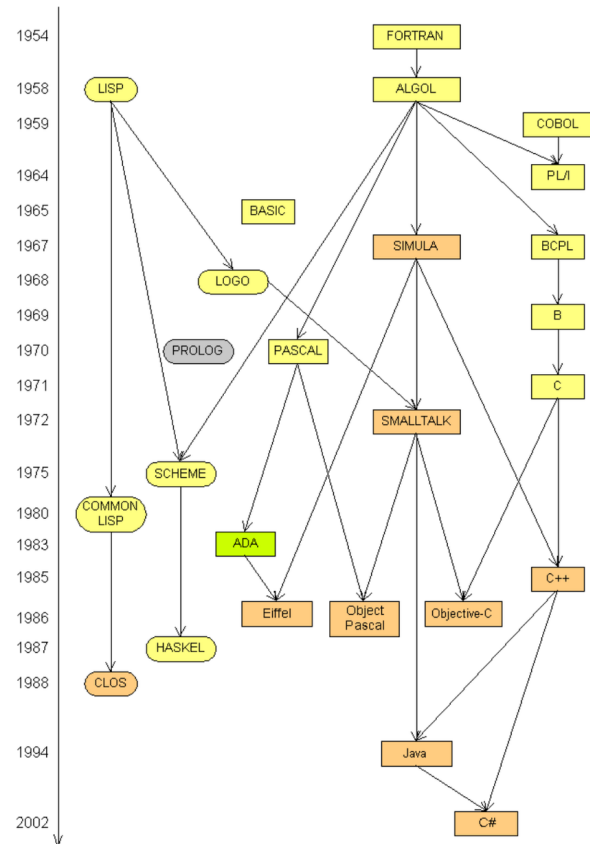 1954
FORTRAN
1958
LISP
ALGOL
1959
COBOL
1964
PL/I
1965
BASIC
1967
SIMULA
BCPL
1968
LOGO
1969
B
1970
PROLOG
PASCAL
1971
C
1972
SMALLTALK
1975
SCHEME
1980
COMMON
LISP
1983
ADA
1985
C++
1986
Eiffel
Object
Pascal
Objective-C
1987
HASKEL
1988
CLOS
1994
Java
2002
C#